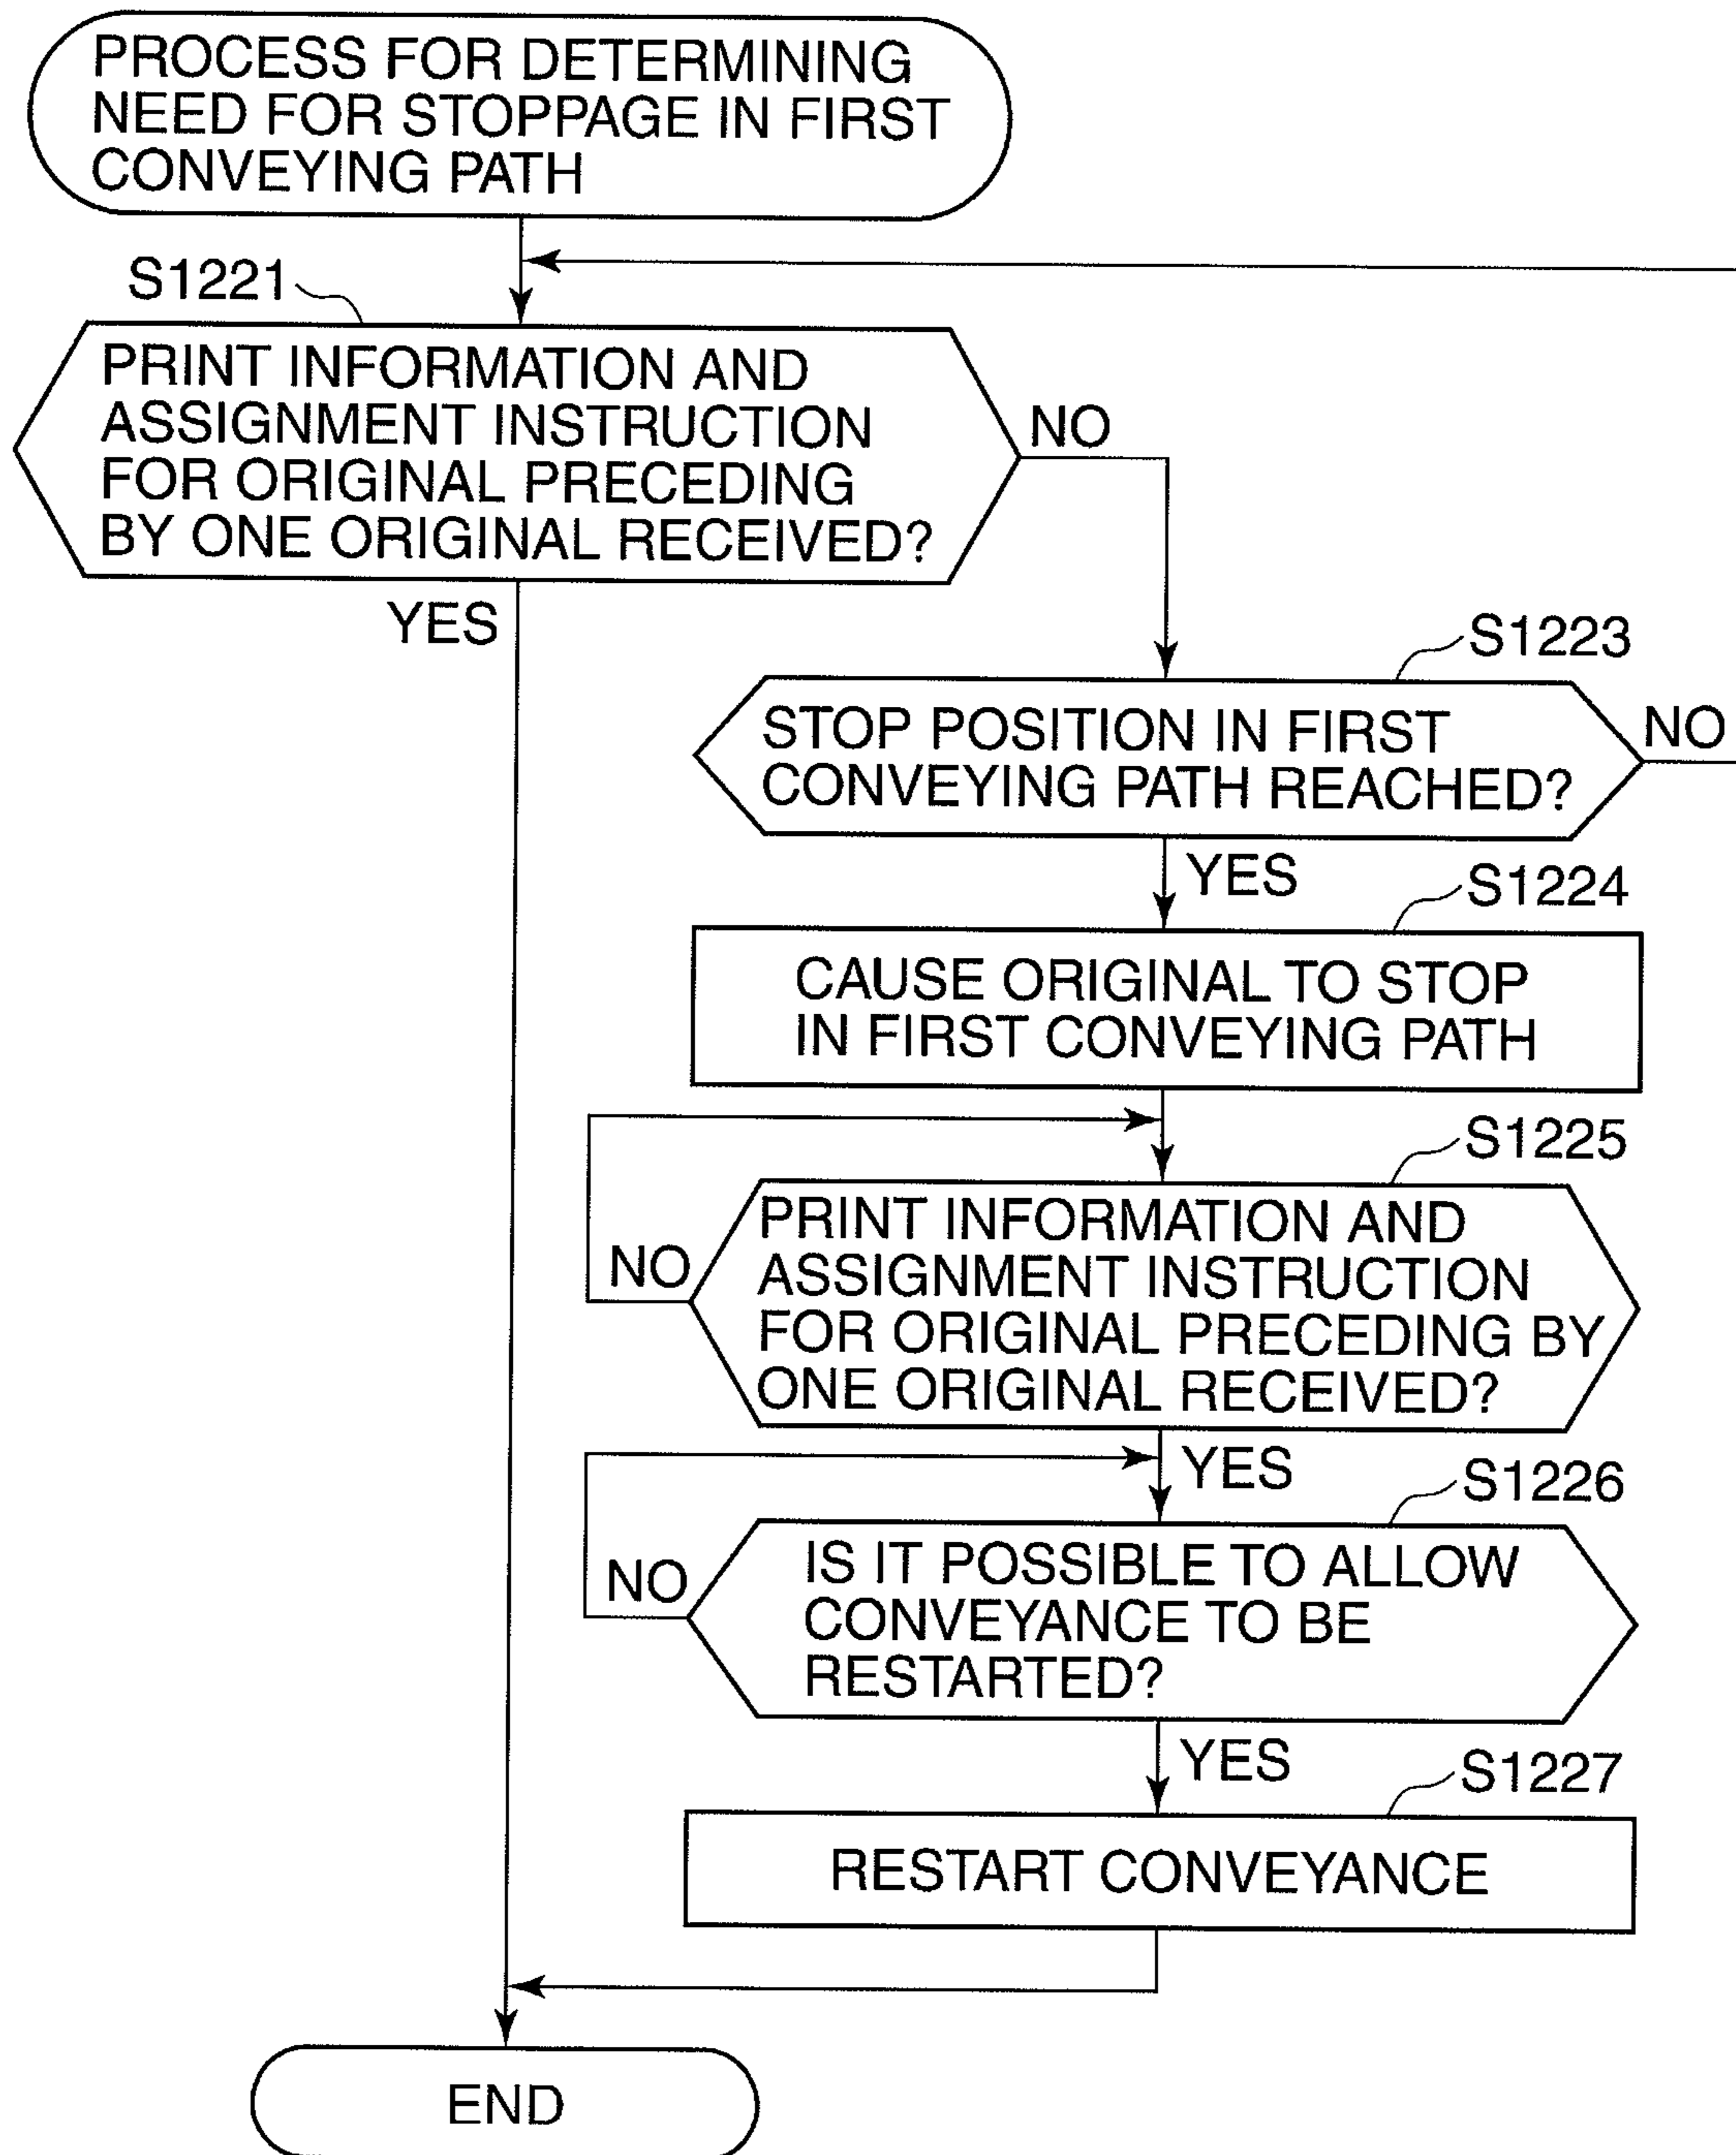 PROCESS FOR DETERMINING
NEED FOR STOPPAGE IN FIRST
CONVEYING PATH
S1221
PRINT INFORMATION AND
ASSIGNMENT INSTRUCTION
FOR ORIGINAL PRECEDING
BY ONE ORIGINAL RECEIVED?
NO
YES
S1223
STOP POSITION IN FIRST
CONVEYING PATH REACHED?
NO
YES
S1224
CAUSE ORIGINAL TO STOP
IN FIRST CONVEYING PATH
S1225
PRINT INFORMATION AND
ASSIGNMENT INSTRUCTION
FOR ORIGINAL PRECEDING BY
ONE ORIGINAL RECEIVED?
NO
YES
S1226
IS IT POSSIBLE TO ALLOW
CONVEYANCE TO BE
RESTARTED?
NO
YES
S1227
RESTART CONVEYANCE
END